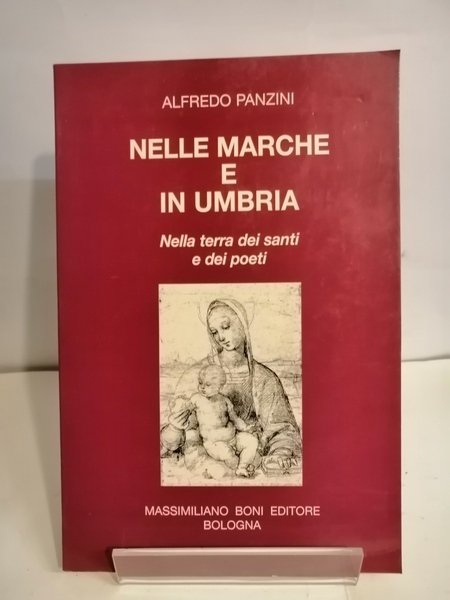 ALFREDO PANZINI
NELLE MARCHE
E
IN UMBRIA
Nella terra dei santi
e dei poeti
MASSIMILIANO BONI EDITORE
BOLOGNA